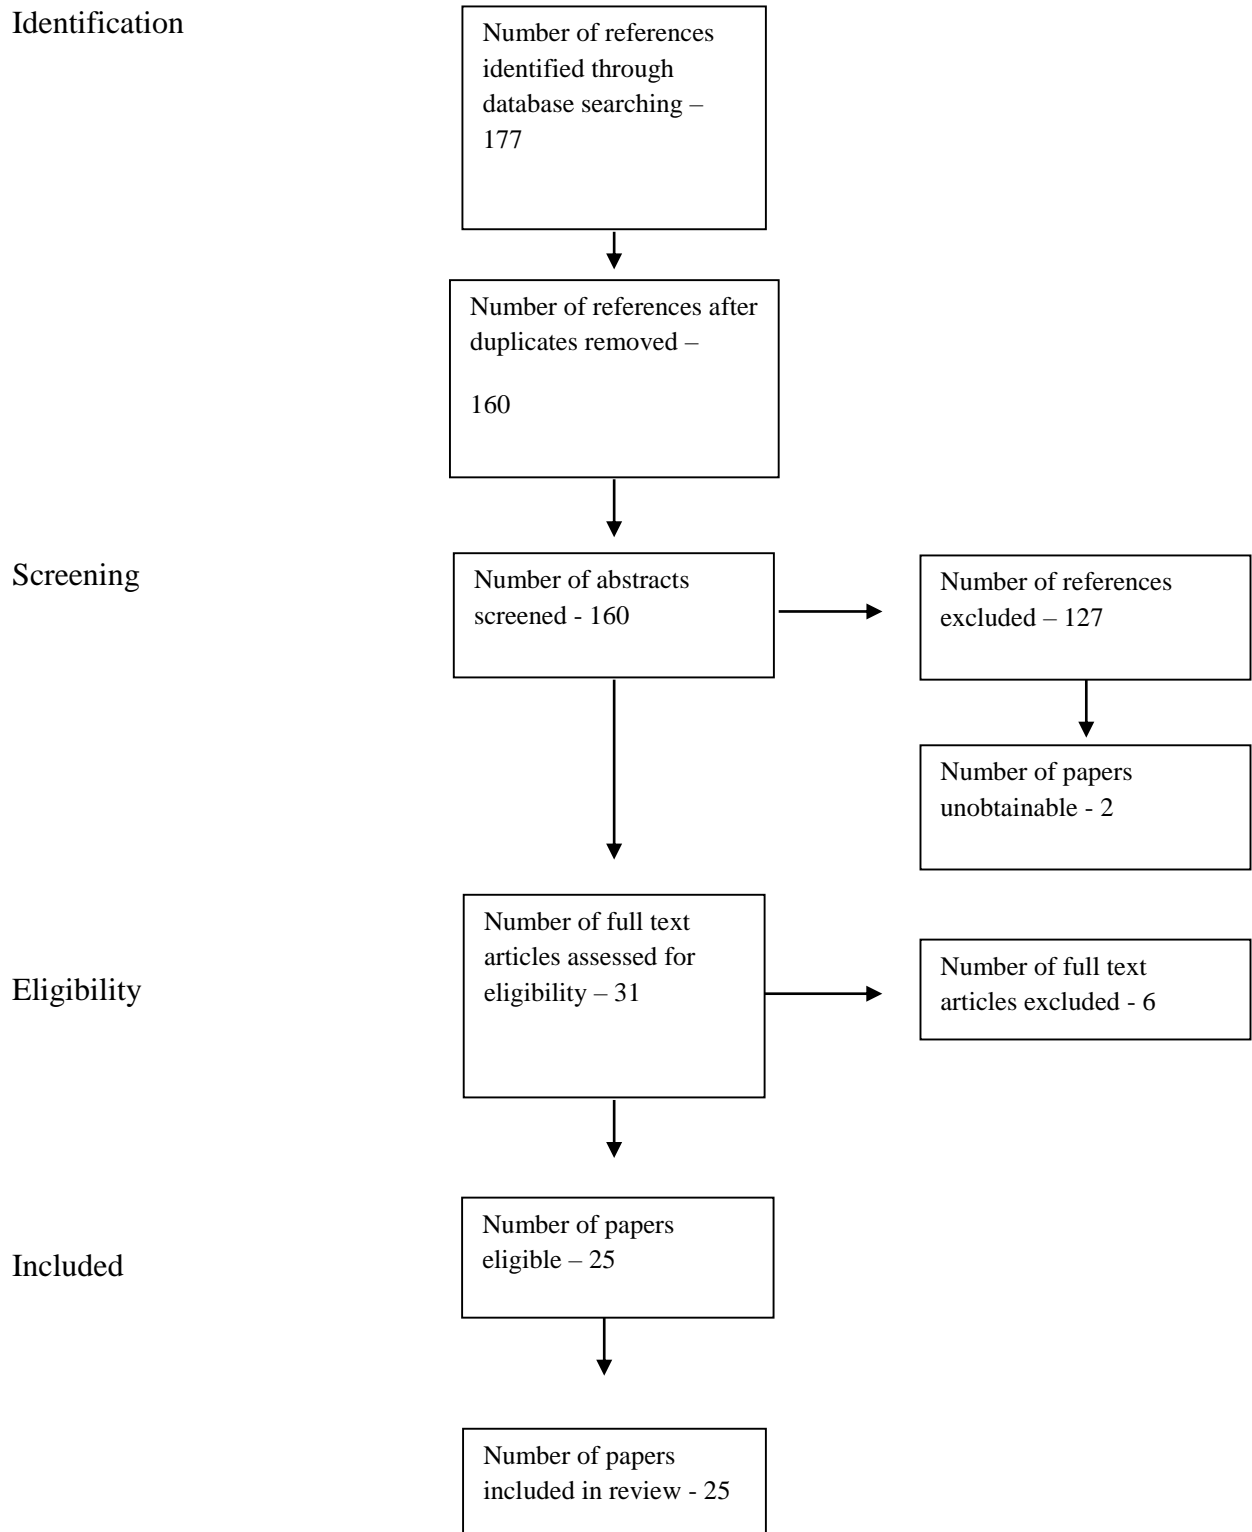 Identification
Number of references
identified through
database searching –
177
Number of references after
duplicates removed –
160
Screening
Number of abstracts
screened - 160
Number of references
excluded – 127
Number of papers
unobtainable - 2
Eligibility
Number of full text
articles assessed for
eligibility – 31
Number of full text
articles excluded - 6
Included
Number of papers
eligible – 25
Number of papers
included in review - 25